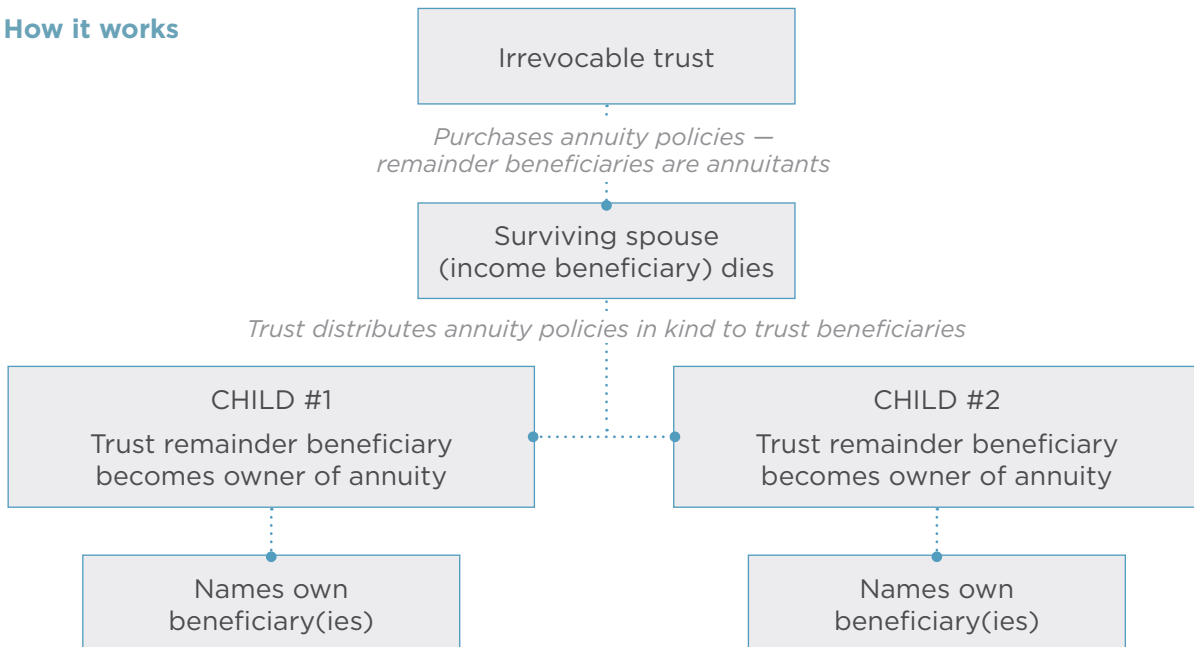 How it works
Irrevocable trust
Purchases annuity policies —
remainder beneficiaries are annuitants
Surviving spouse
(income beneficiary) dies
Trust distributes annuity policies in kind to trust beneficiaries
CHILD #1
Trust remainder beneficiary
becomes owner of annuity
CHILD #2
Trust remainder beneficiary
becomes owner of annuity
Names own
beneficiary(ies)
Names own
beneficiary(ies)